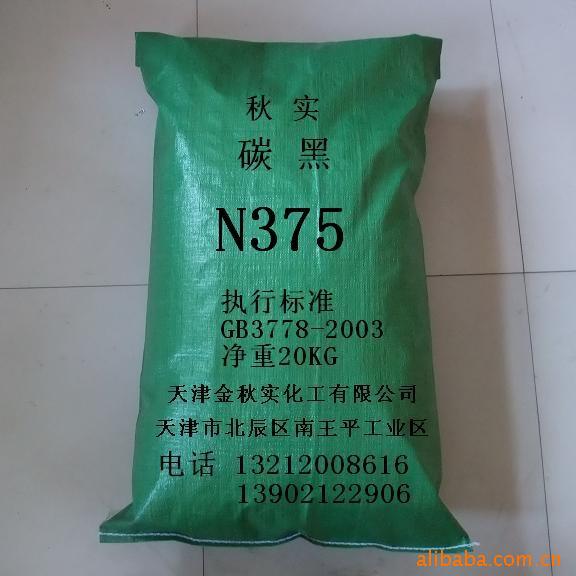 秋实
碳黑
N375
执行标准
GB3778-2003
净重20KG
天津金秋实化工有限公司
天津市北辰区南王平工业区
电话 13212008616
13902122906
alibaba.com.cn